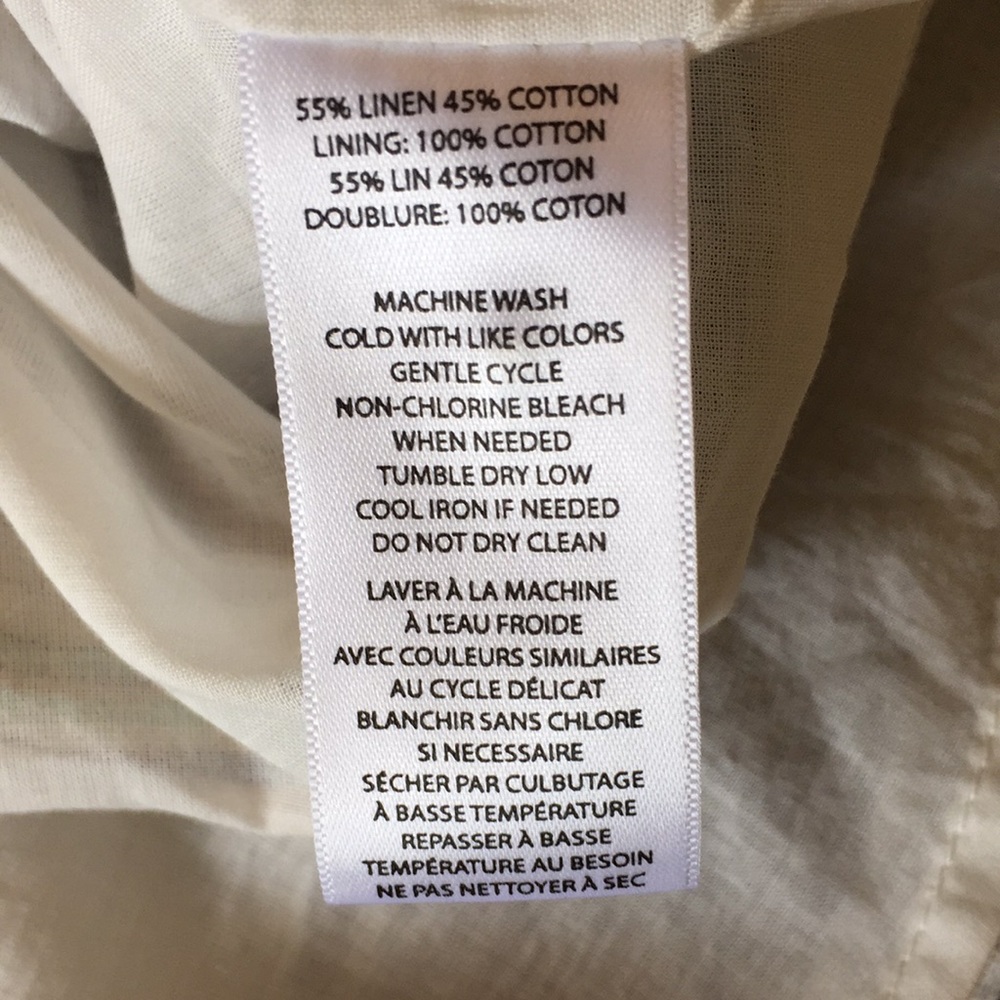 55% LINEN 45% COTTON
LINING: 100% COTTON
55% LIN 45% COTON
DOUBLURE: 100% COTON
MACHINE WASH
COLD WITH LIKE COLORS
GENTLE CYCLE
NON-CHLORINE BLEACH
WHEN NEEDED
TUMBLE DRY LOW
COOL IRON IF NEEDED
DO NOT DRY CLEAN
LAVER À LA MACHINE
À L'EAU FROIDE
AVEC COULEURS SIMILAIRES
AU CYCLE DÉLICAT
BLANCHIR SANS CHLORE
SI NECESSAIRE
SÉCHER PAR CULBUTAGE
À BASSE TEMPÉRATURE
REPASSER À BASSE
TEMPÉRATURE AU BESOIN
NE PAS NETTOYER À SEC